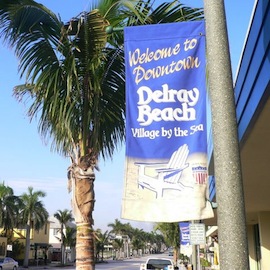 Welcome to
Downtown
Delray
Beach
Village by the Sea